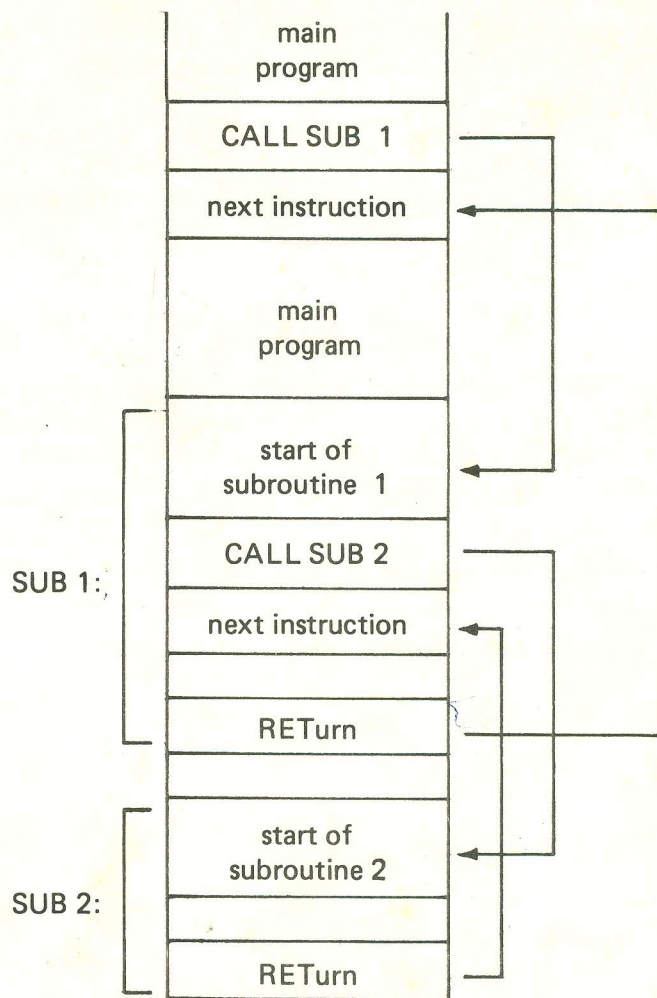 main
program
CALL SUB 1
next instruction
main
program
start of
subroutine 1
CALL SUB 2
SUB 1:
next instruction
RETurn
start of
subroutine 2
SUB 2:
RETurn